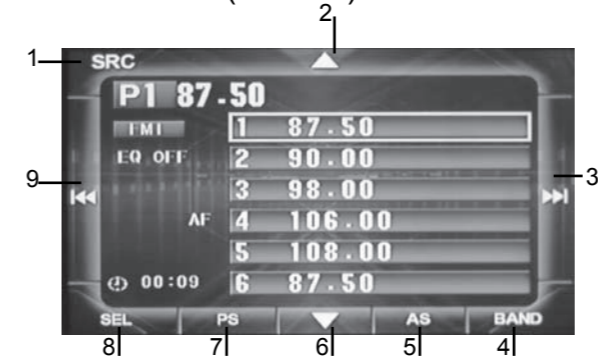 2
1 SRC
P1 87.50
FM1
1 87.50
EQ OFF
2 90.00
9
3 98.00
3
AF
4 106.00
5 108.00
00:09
6 87.50
SEL PS AS BAND
8 7 6 5 4